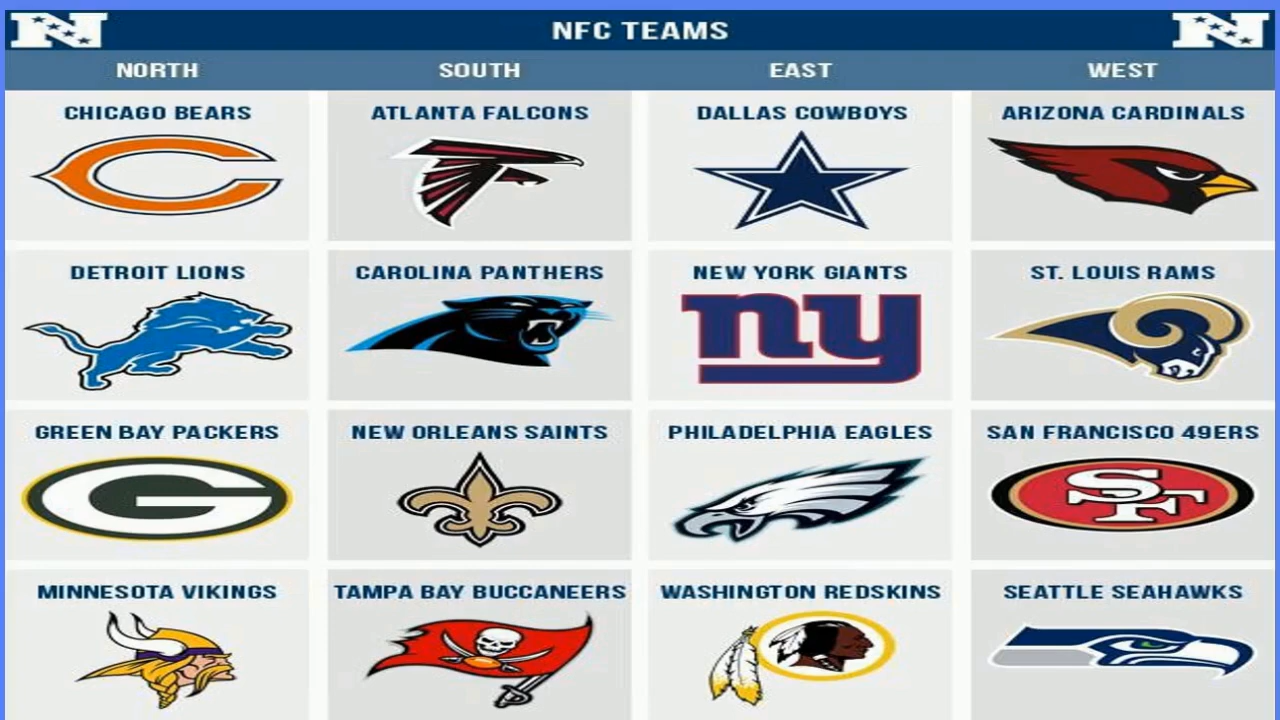 NFC TEAMS
NORTH SOUTH EAST WEST
CHICAGO BEARS ATLANTA FALCONS DALLAS COWBOYS ARIZONA CARDINALS
DETROIT LIONS CAROLINA PANTHERS NEW YORK GIANTS ST. LOUIS RAMS
ny
GREEN BAY PACKERS NEW ORLEANS SAINTS PHILADELPHIA EAGLES SAN FRANCISCO 49ERS
G SF
MINNESOTA VIKINGS TAMPA BAY BUCCANEERS WASHINGTON REDSKINS SEATTLE SEAHAWKS